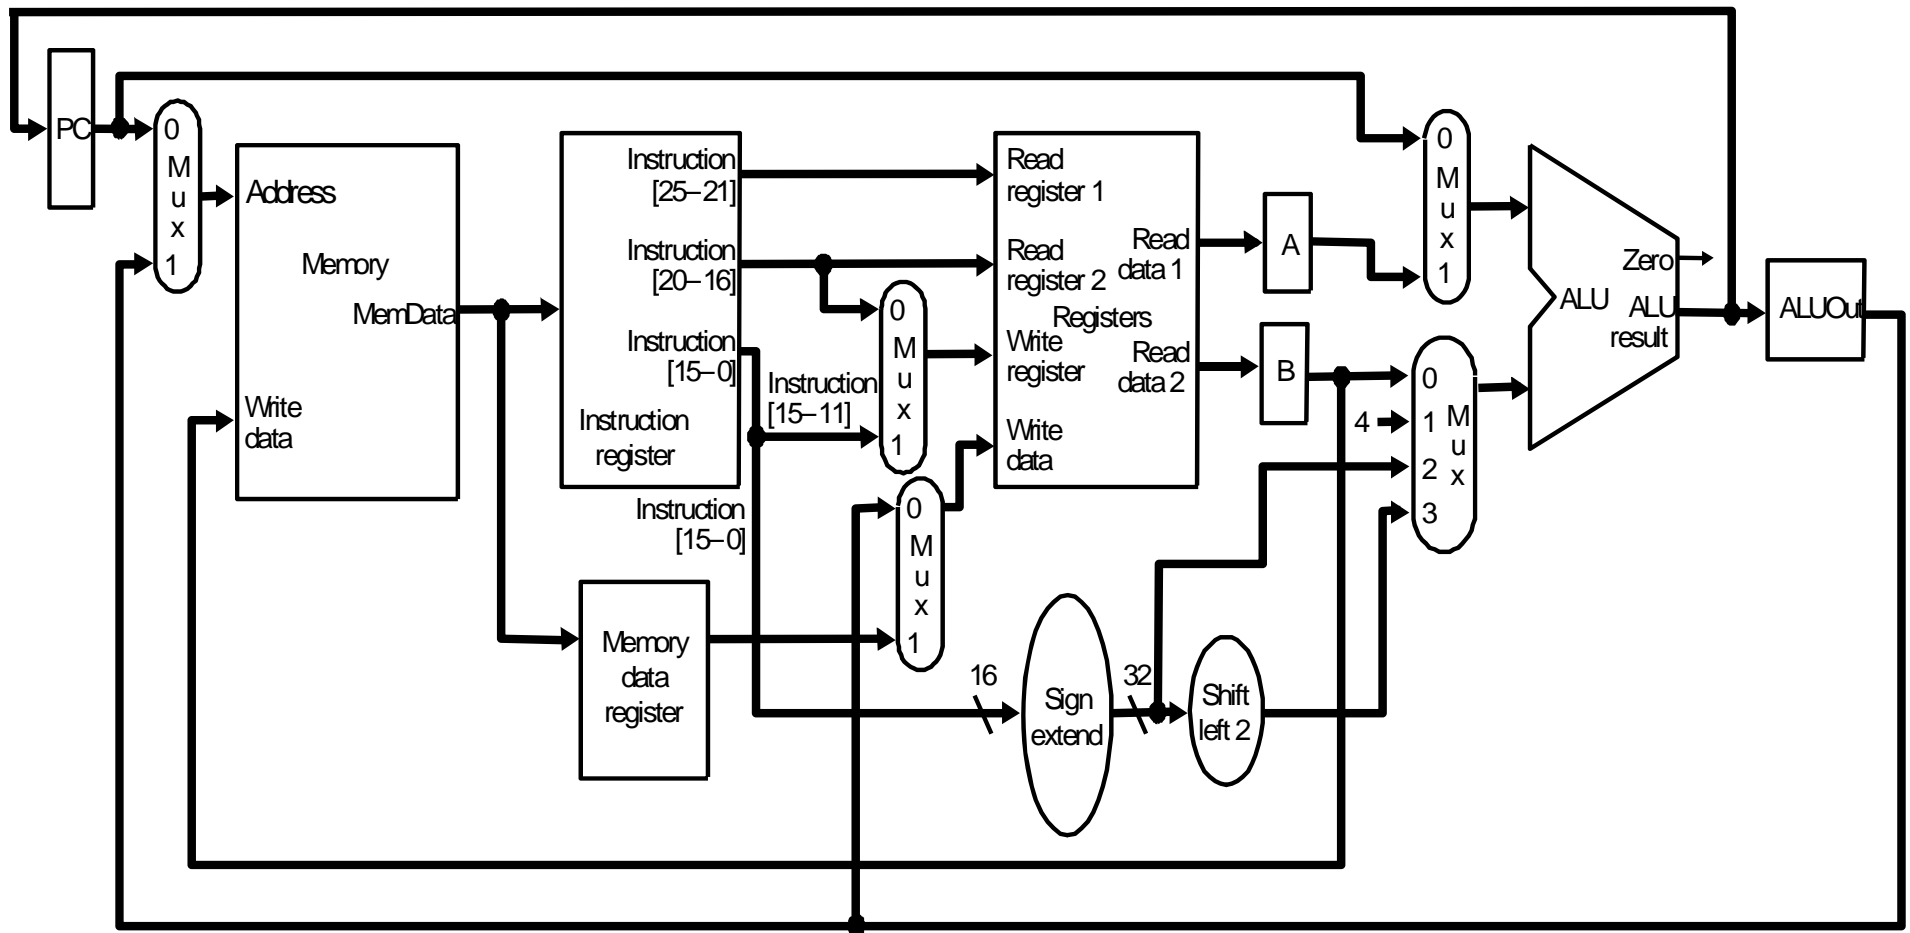 PC
0
M
u
x
1
Address
Memory
MemData
Write
data
Instruction
[25–21]
Instruction
[20–16]
Instruction
[15–0]
Instruction
register
Instruction
[15–0]
Memory
data
register
Instruction
[15–11]
0
M
u
x
1
0
M
u
x
1
Read
register 1
Read
register 2
Registers
Write
register
Write
data
Read
data 1
Read
data 2
16
Sign
extend
32
Shift
left 2
A
B
4
0
M
u
x
1
0
1
2
3
M
u
x
Zero
ALU
ALU
result
ALUOut